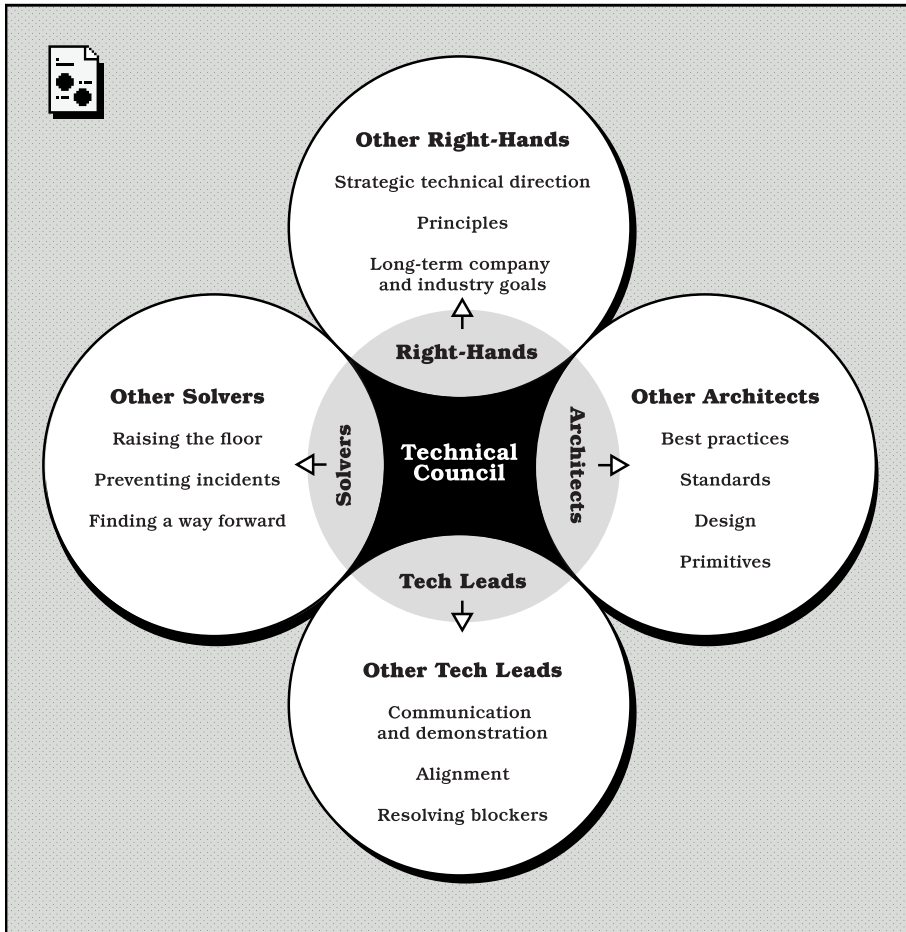 Other Right-Hands
Strategic technical direction
Principles
Long-term company
and industry goals
Right-Hands
Other Solvers
Raising the floor
Preventing incidents
Finding a way forward
Solvers
Technical
Council
Architects
Other Architects
Best practices
Standards
Design
Primitives
Tech Leads
Other Tech Leads
Communication
and demonstration
Alignment
Resolving blockers